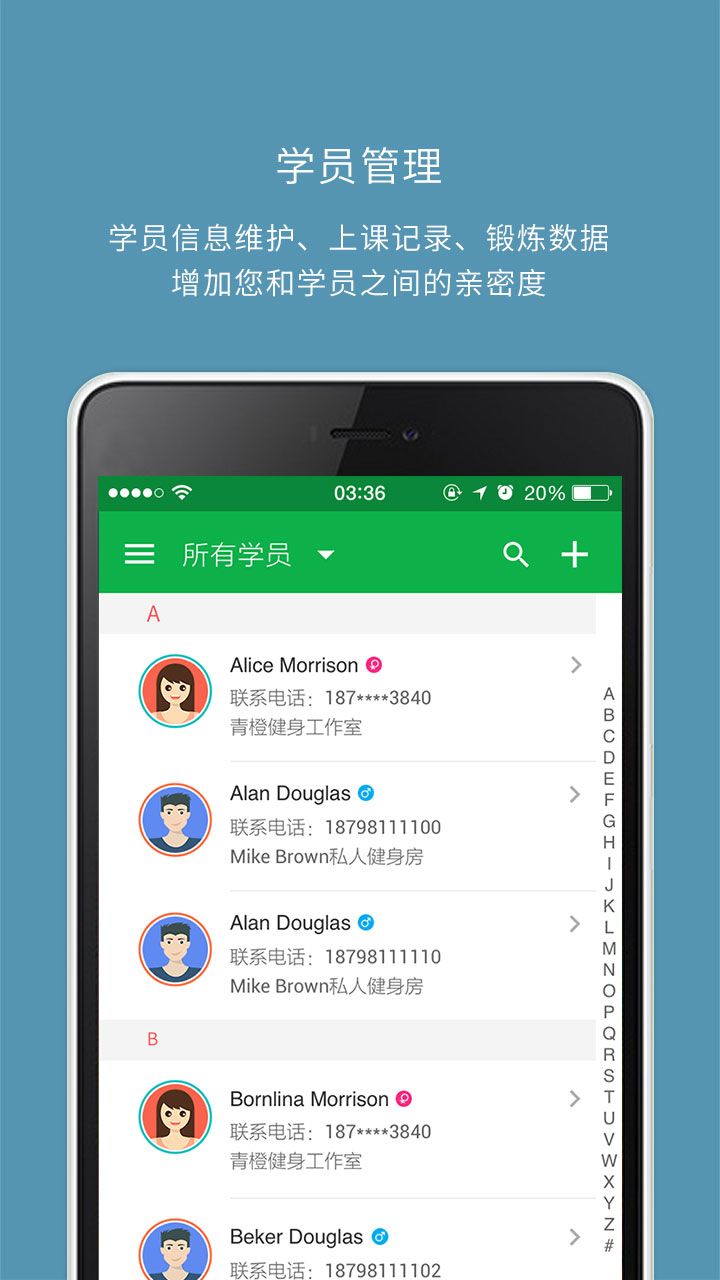 学员管理
学员信息维护、上课记录、锻炼数据
增加您和学员之间的亲密度
03:36
20%
所有学员
A
Alice Morrison
联系电话：187****3840
青橙健身工作室
Alan Douglas
联系电话：18798111100
Mike Brown私人健身房
Alan Douglas
联系电话：18798111110
Mike Brown私人健身房
B
Bornlina Morrison
联系电话：187****3840
青橙健身工作室
Beker Douglas
联系电话：18798111102
A
B
C
D
E
F
G
H
I
J
K
L
M
N
O
P
Q
R
S
T
U
V
W
X
Y
Z
#